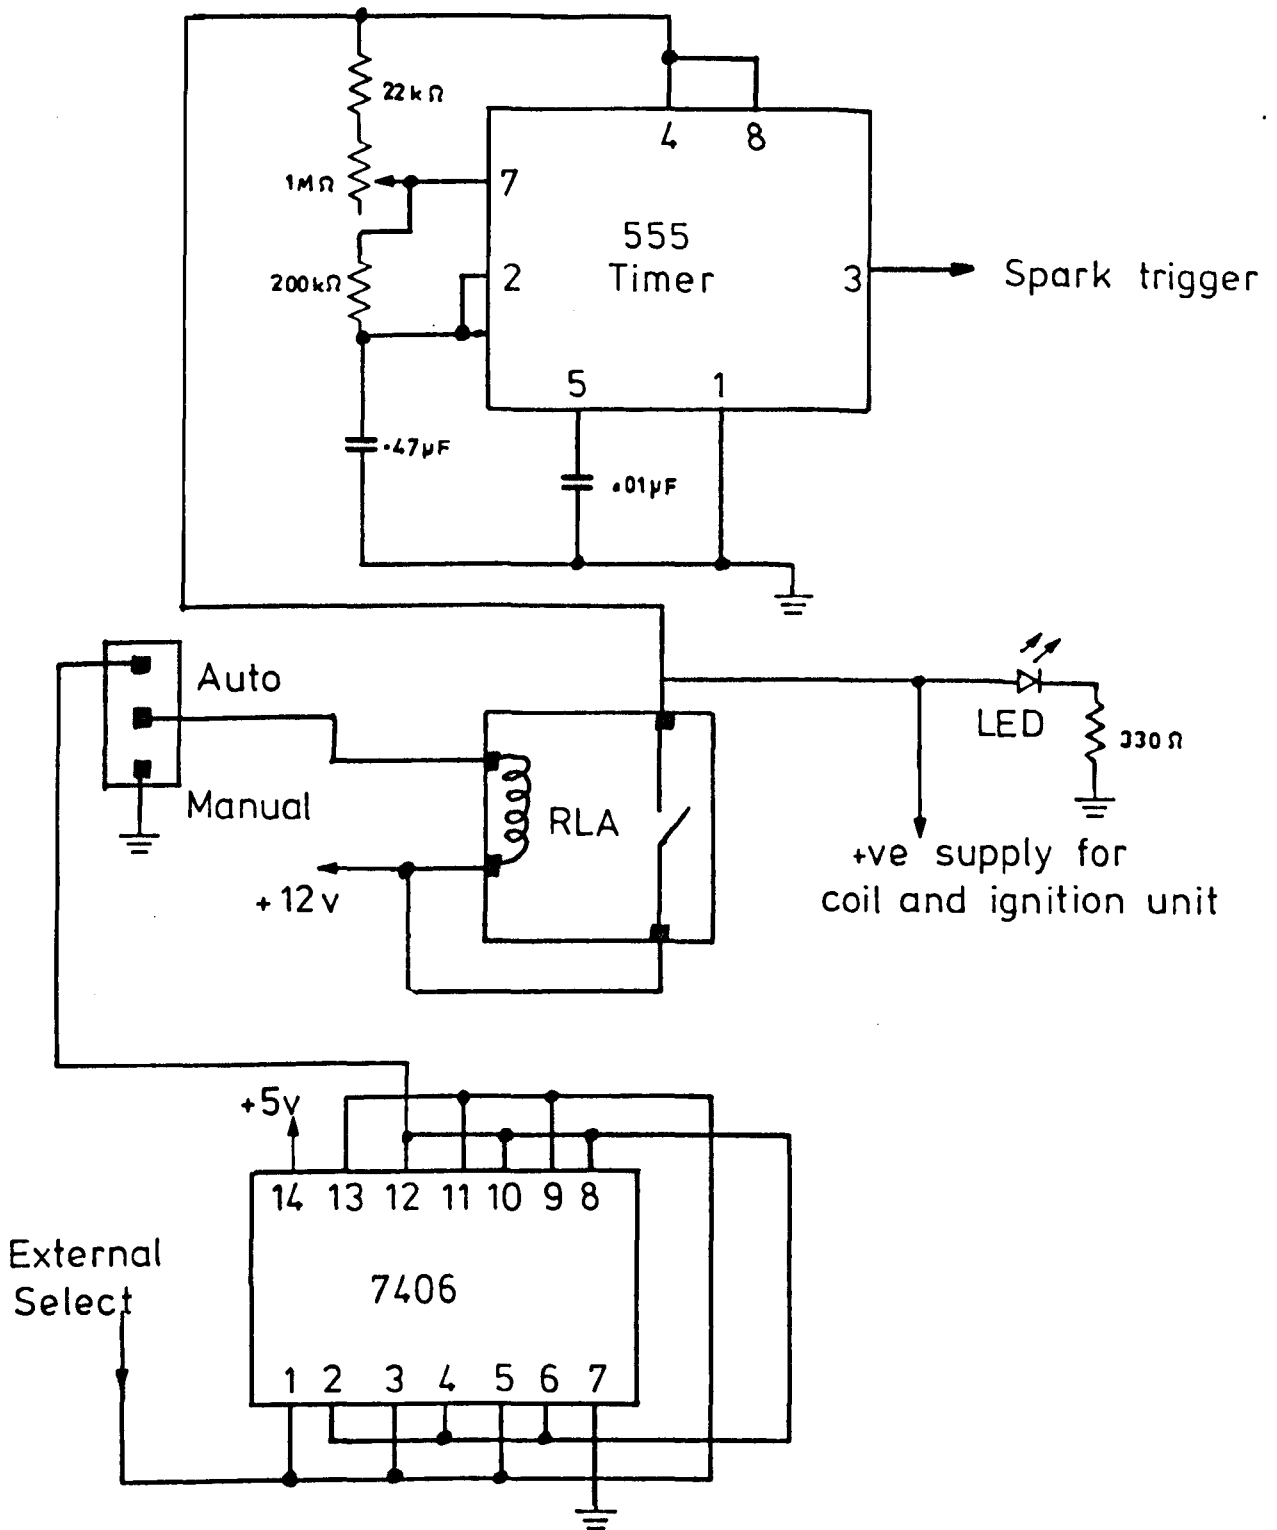 22kΩ
4 8
1MΩ
7
555
Timer
200kΩ
2
3
Spark trigger
5 1
.47µF
.01µF
Auto
LED
330Ω
Manual
RLA
+ve supply for
coil and ignition unit
+12v
+5v
14 13 12 11 10 9 8
External
Select
7406
1 2 3 4 5 6 7